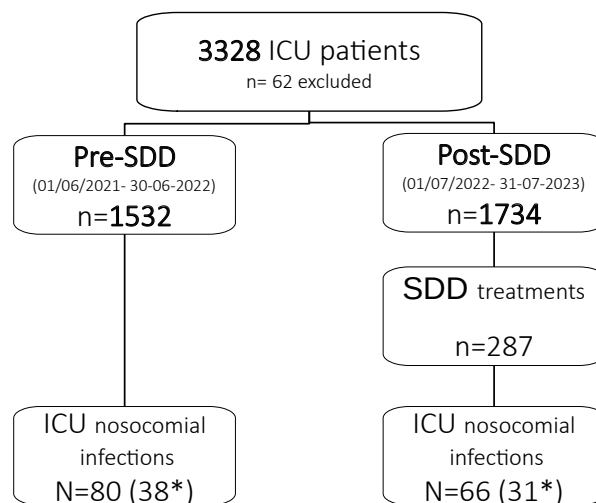 3328 ICU patients
n= 62 excluded
Pre-SDD
(01/06/2021- 30-06-2022)
n=1532
Post-SDD
(01/07/2022- 31-07-2023)
n=1734
SDD treatments
n=287
ICU nosocomial
infections
N=80 (38*)
ICU nosocomial
infections
N=66 (31*)